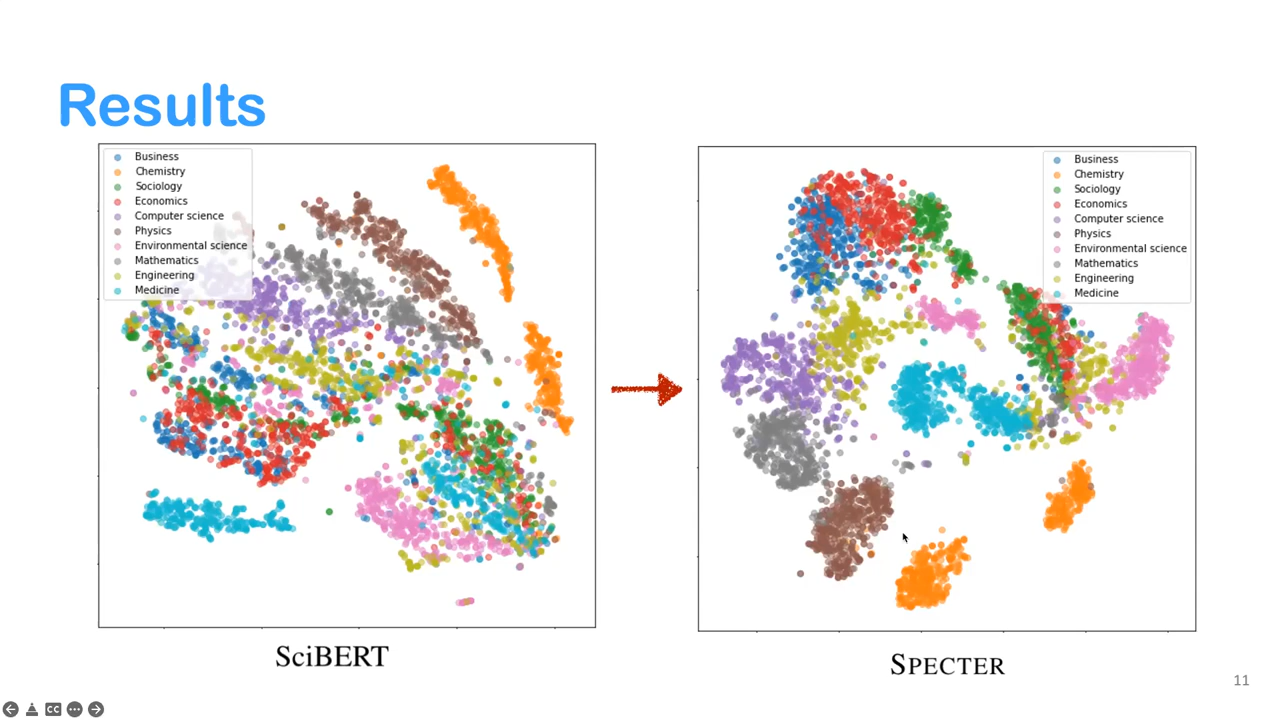 Results
Business
Chemistry
Sociology
Economics
Computer science
Physics
Environmental science
Mathematics
Engineering
Medicine
SciBERT
Business
Chemistry
Sociology
Economics
Computer science
Physics
Environmental science
Mathematics
Engineering
Medicine
SPECTER
11
CC